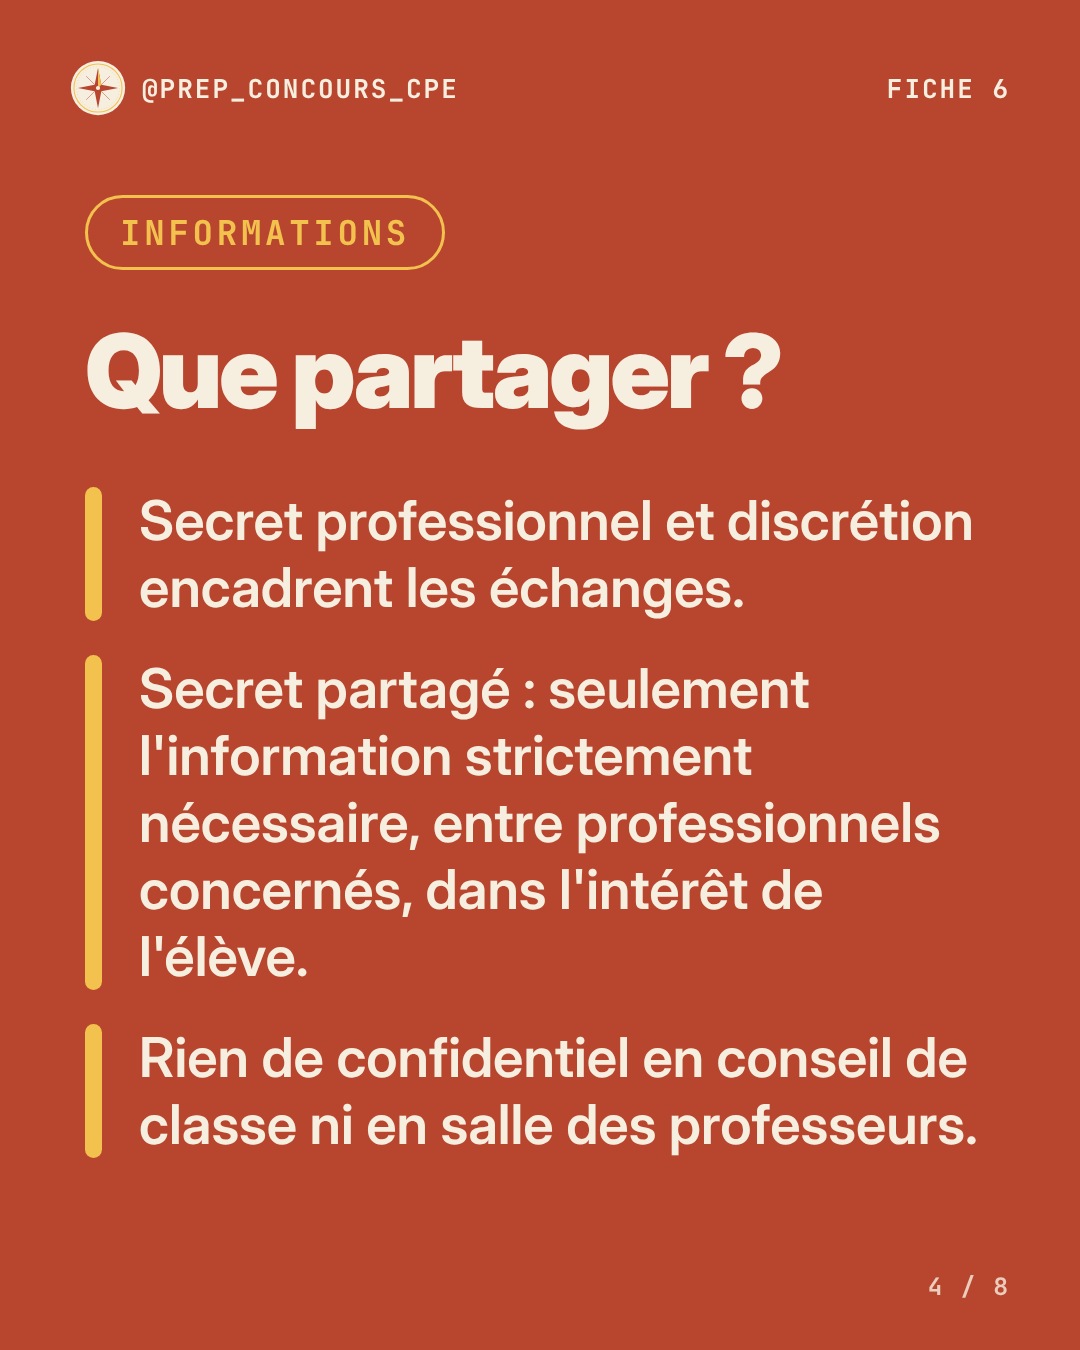 @PREP_CONCOURS_CPE
FICHE 6
INFORMATIONS
Que partager ?
Secret professionnel et discrétion
encadrent les échanges.
Secret partagé : seulement
l'information strictement
nécessaire, entre professionnels
concernés, dans l'intérêt de
l'élève.
Rien de confidentiel en conseil de
classe ni en salle des professeurs.
4 / 8